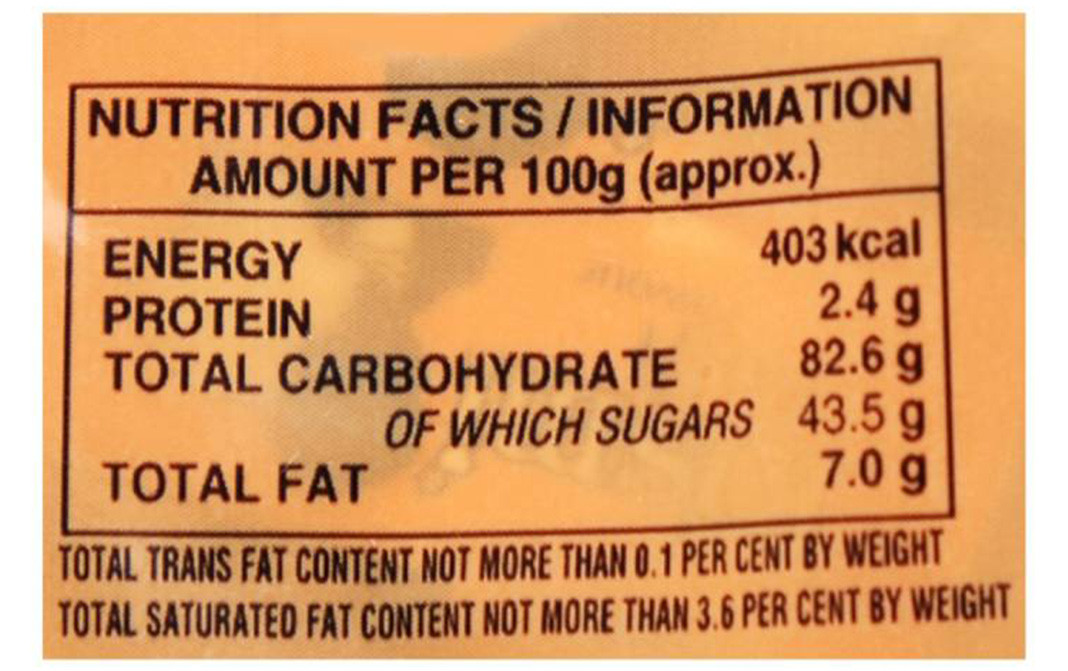 NUTRITION FACTS / INFORMATION
AMOUNT PER 100g (approx.)
ENERGY 403 kcal
PROTEIN 2.4 g
TOTAL CARBOHYDRATE 82.6 g
OF WHICH SUGARS 43.5 g
TOTAL FAT 7.0 g
TOTAL TRANS FAT CONTENT NOT MORE THAN 0.1 PER CENT BY WEIGHT
TOTAL SATURATED FAT CONTENT NOT MORE THAN 3.6 PER CENT BY WEIGHT